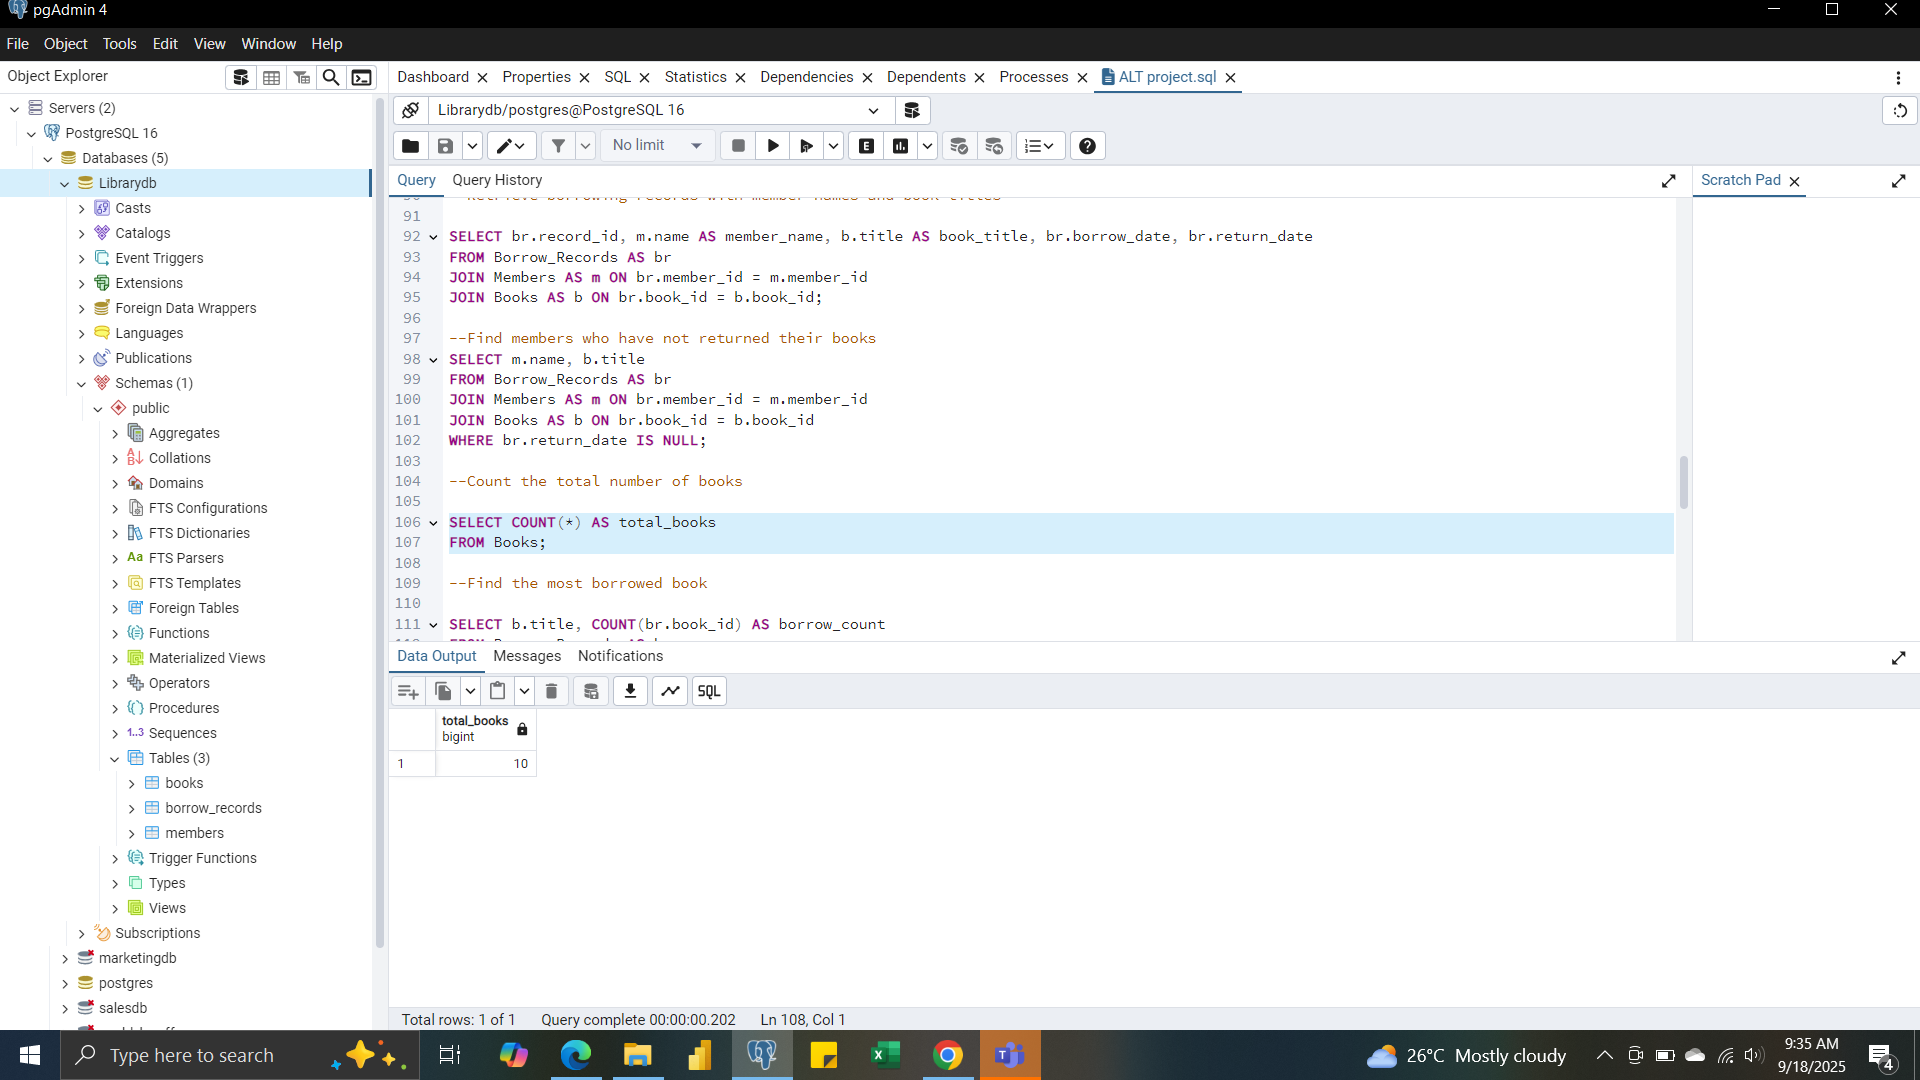 pgAdmin 4
File Object Tools Edit View Window Help
Object Explorer
Dashboard Properties SQL Statistics Dependencies Dependents Processes ALT project.sql
Servers (2)
PostgreSQL 16
Databases (5)
Librarydb
Casts
Catalogs
Event Triggers
Extensions
Foreign Data Wrappers
Languages
Publications
Schemas (1)
public
Aggregates
Collations
Domains
FTS Configurations
FTS Dictionaries
Aa FTS Parsers
FTS Templates
Foreign Tables
Functions
Materialized Views
Operators
Procedures
1..3 Sequences
Tables (3)
books
borrow_records
members
Trigger Functions
Types
Views
Subscriptions
marketingdb
postgres
salesdb
Librarydb/postgres@PostgreSQL 16
No limit
E
Query Query History
Scratch Pad
90 --Retrieve borrowing records with member names and book titles
91
92 SELECT br.record_id, m.name AS member_name, b.title AS book_title, br.borrow_date, br.return_date
93 FROM Borrow_Records AS br
94 JOIN Members AS m ON br.member_id = m.member_id
95 JOIN Books AS b ON br.book_id = b.book_id;
96
97 --Find members who have not returned their books
98 SELECT m.name, b.title
99 FROM Borrow_Records AS br
100 JOIN Members AS m ON br.member_id = m.member_id
101 JOIN Books AS b ON br.book_id = b.book_id
102 WHERE br.return_date IS NULL;
103
104 --Count the total number of books
105
106 SELECT COUNT(*) AS total_books
107 FROM Books;
108
109 --Find the most borrowed book
110
111 SELECT b.title, COUNT(br.book_id) AS borrow_count
Data Output Messages Notifications
SQL
total_books
bigint
1 10
Total rows: 1 of 1 Query complete 00:00:00.202 Ln 108, Col 1
Type here to search
26°C Mostly cloudy
9:35 AM
9/18/2025
4